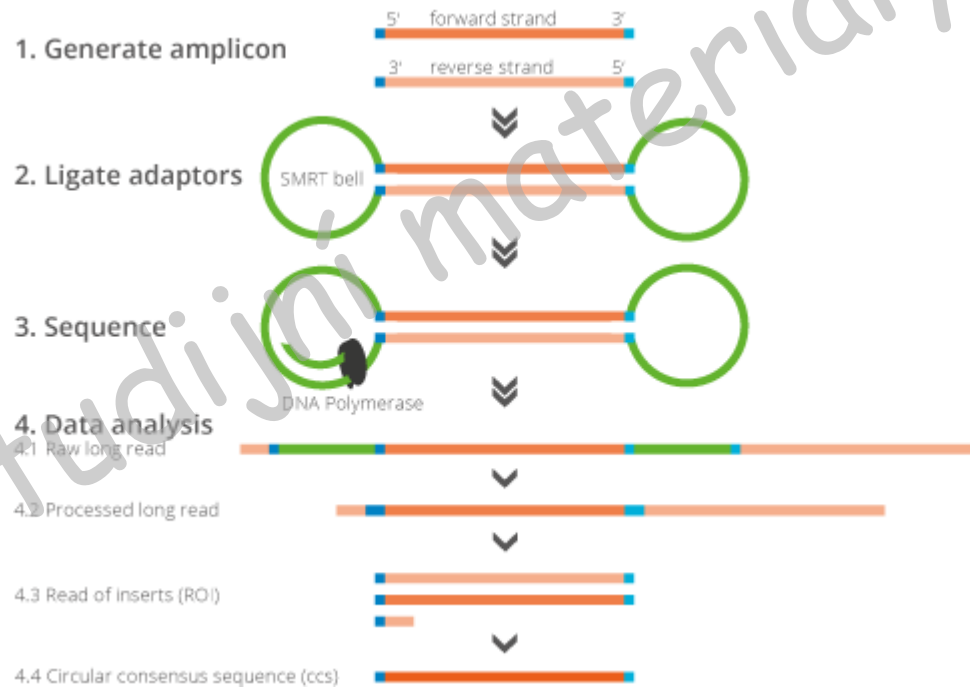 5' forward strand 3'
1. Generate amplicon
3' reverse strand 5'
2. Ligate adaptors
SMRT bell
3. Sequence
DNA Polymerase
4. Data analysis
4.1 Raw long read
4.2 Processed long read
4.3 Read of inserts (ROI)
4.4 Circular consensus sequence (ccs)
studijní materiály